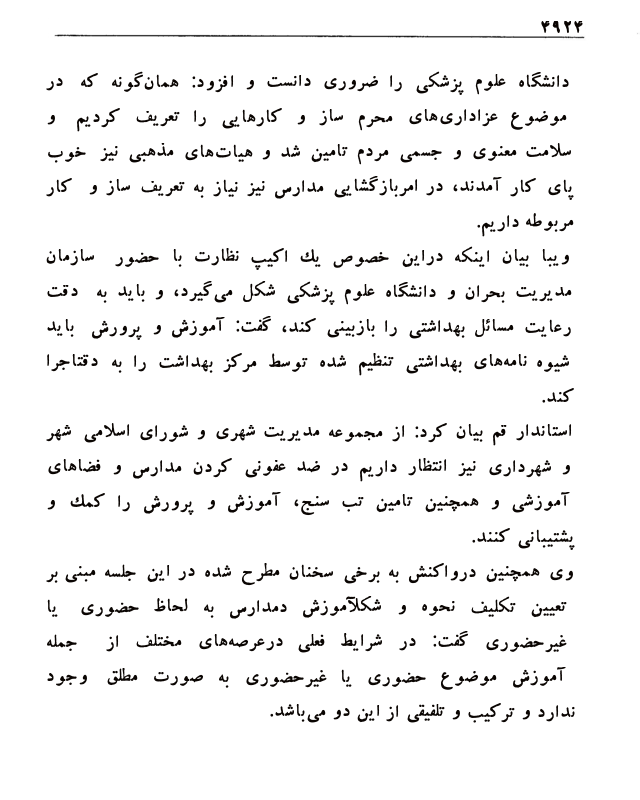 ۴۹۲۴
دانشگاه علوم پزشکی را ضروری دانست و افزود: همان‌گونه که در
موضوع عزاداری‌های محرم ساز و کارهایی را تعریف کردیم و
سلامت معنوی و جسمی مردم تامین شد و هیات‌های مذهبی نیز خوب
پای کار آمدند، در امربازگشایی مدارس نیز نیاز به تعریف ساز و کار
مربوطه داریم.
ویبا بیان اینکه دراین خصوص یك اکیپ نظارت با حضور سازمان
مدیریت بحران و دانشگاه علوم پزشکی شکل می‌گیرد، و باید به دقت
رعایت مسائل بهداشتی را بازبینی کند، گفت: آموزش و پرورش باید
شیوه نامه‌های بهداشتی تنظیم شده توسط مرکز بهداشت را به دقتاجرا
کند.
استاندار قم بیان کرد: از مجموعه مدیریت شهری و شورای اسلامی شهر
و شهرداری نیز انتظار داریم در ضد عفونی کردن مدارس و فضاهای
آموزشی و همچنین تامین تب سنج، آموزش و پرورش را کمك و
پشتیبانی کنند.
وی همچنین درواکنش به برخی سخنان مطرح شده در این جلسه مبنی بر
تعیین تکلیف نحوه و شکلآموزش دمدارس به لحاظ حضوری یا
غیرحضوری گفت: در شرایط فعلی درعرصه‌های مختلف از جمله
آموزش موضوع حضوری یا غیرحضوری به صورت مطلق وجود
ندارد و ترکیب و تلفیقی از این دو می‌باشد.